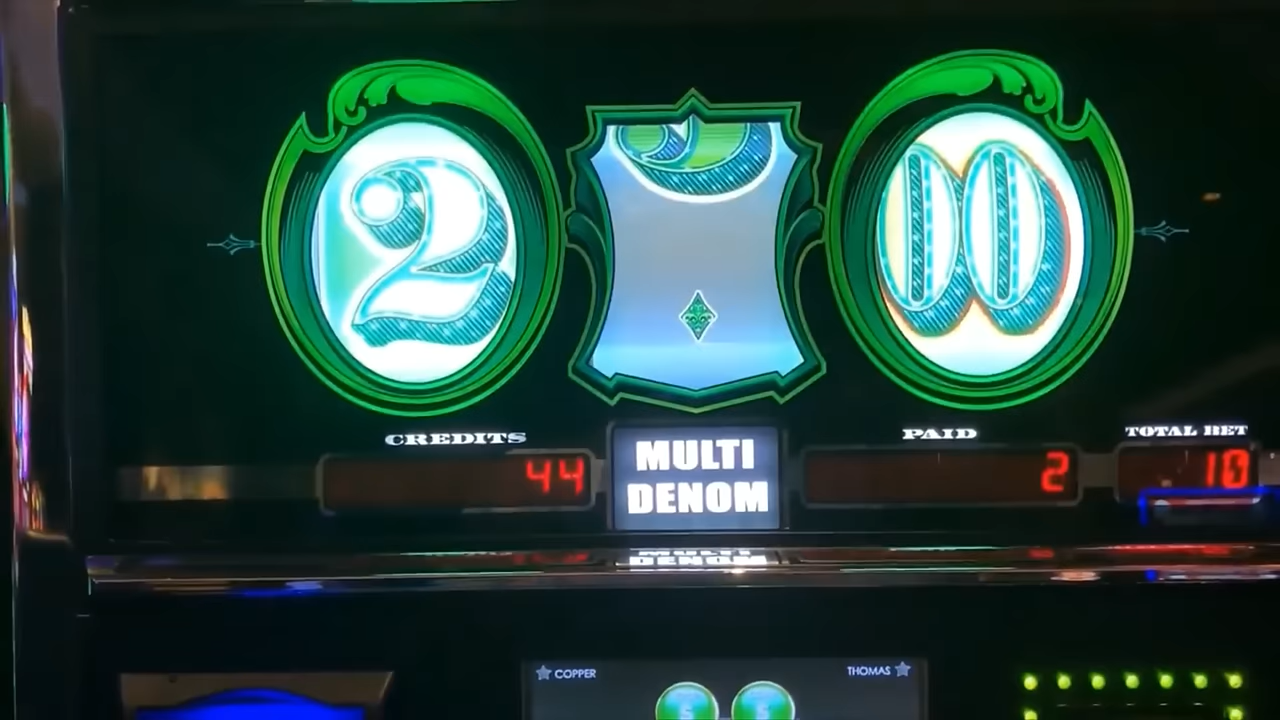 2
00
CREDITS
PAID
TOTAL BET
44
MULTI
DENOM
2
10
COPPER
THOMAS